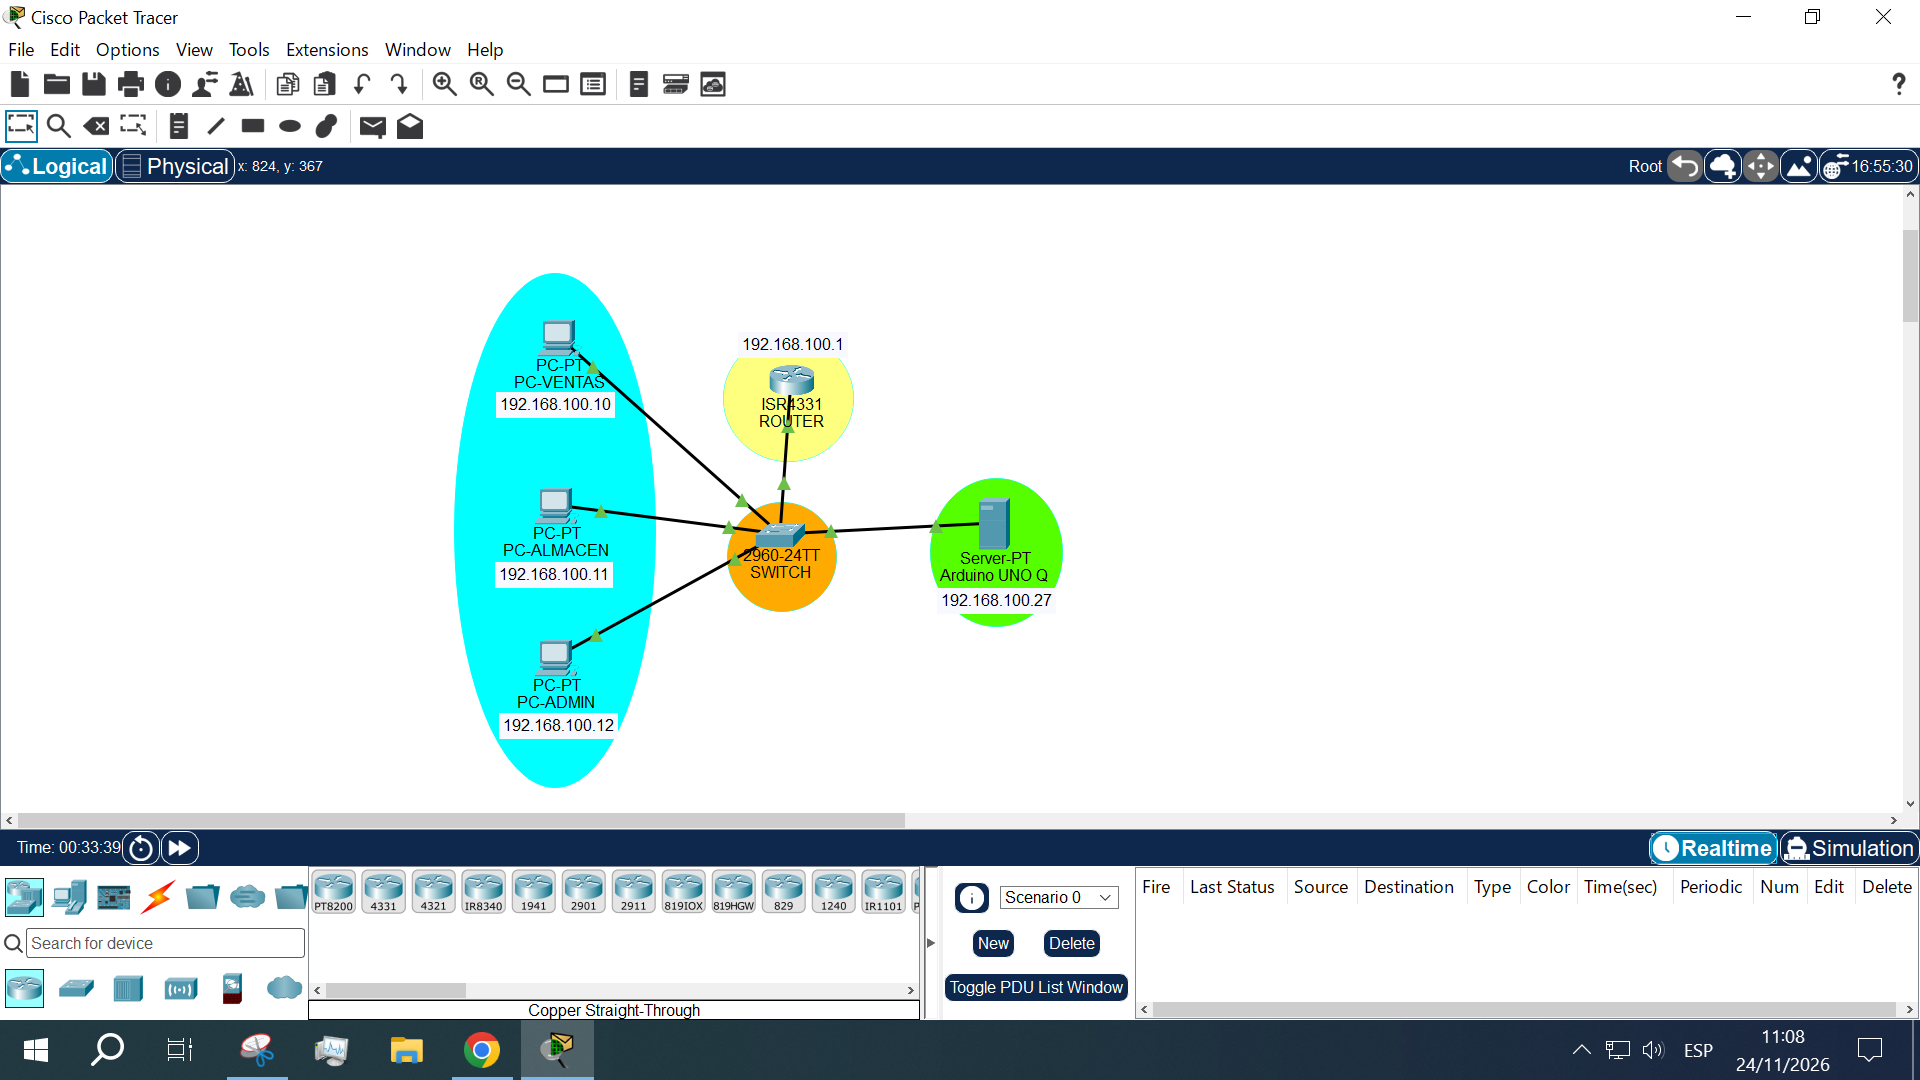 Cisco Packet Tracer
File Edit Options View Tools Extensions Window Help
Logical Physical x: 824, y: 367 Root 16:55:30
192.168.100.1
PC-PT
PC-VENTAS
192.168.100.10
ISR4331
ROUTER
PC-PT
PC-ALMACEN
192.168.100.11
2960-24TT
SWITCH
Server-PT
Arduino UNO Q
192.168.100.27
PC-PT
PC-ADMIN
192.168.100.12
Time: 00:33:39 Realtime Simulation
PT8200 4331 4321 IR8340 1941 2901 2911 819IOX 819HGW 829 1240 IR1101
Search for device
Copper Straight-Through
Scenario 0
New Delete
Toggle PDU List Window
Fire Last Status Source Destination Type Color Time(sec) Periodic Num Edit Delete
ESP
11:08
24/11/2026